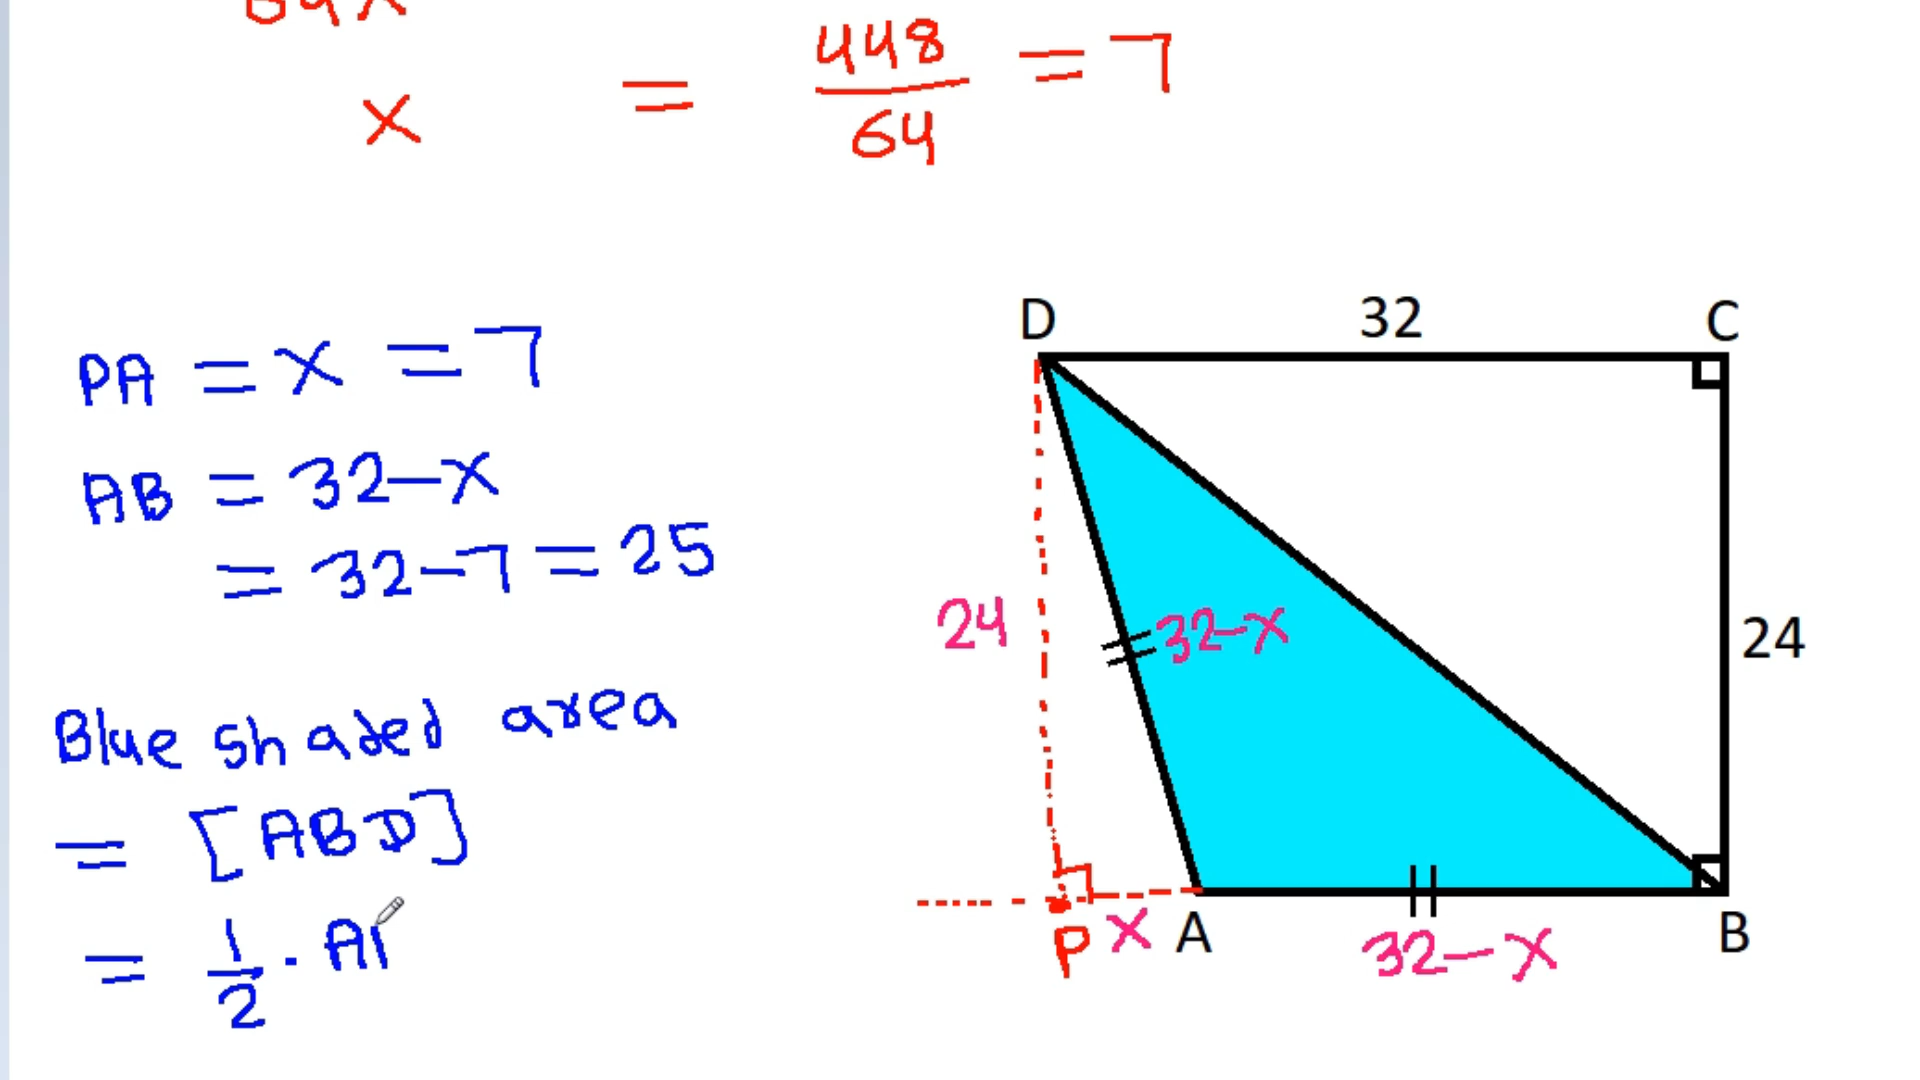 64x
x = 448/64 = 7
PA = x = 7
AB = 32-x
= 32-7 = 25
Blue shaded area
= [ABD]
= 1/2 . A
D 32 C
24 32-x 24
P x A 32-x B